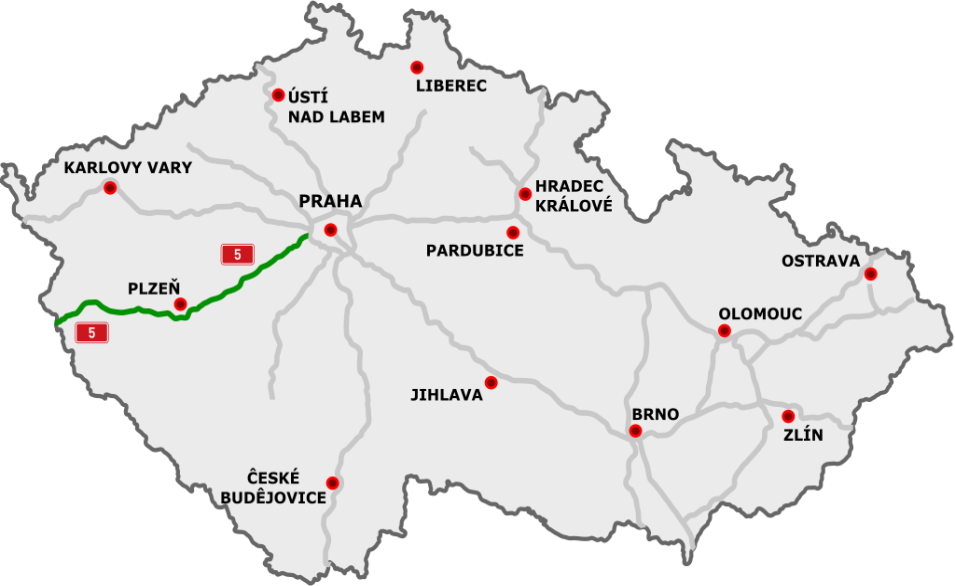 LIBEREC
ÚSTÍ
NAD LABEM
KARLOVY VARY
HRADEC
KRÁLOVÉ
PRAHA
PARDUBICE
5
OSTRAVA
PLZEŇ
OLOMOUC
5
JIHLAVA
BRNO
ZLÍN
ČESKÉ
BUDĚJOVICE